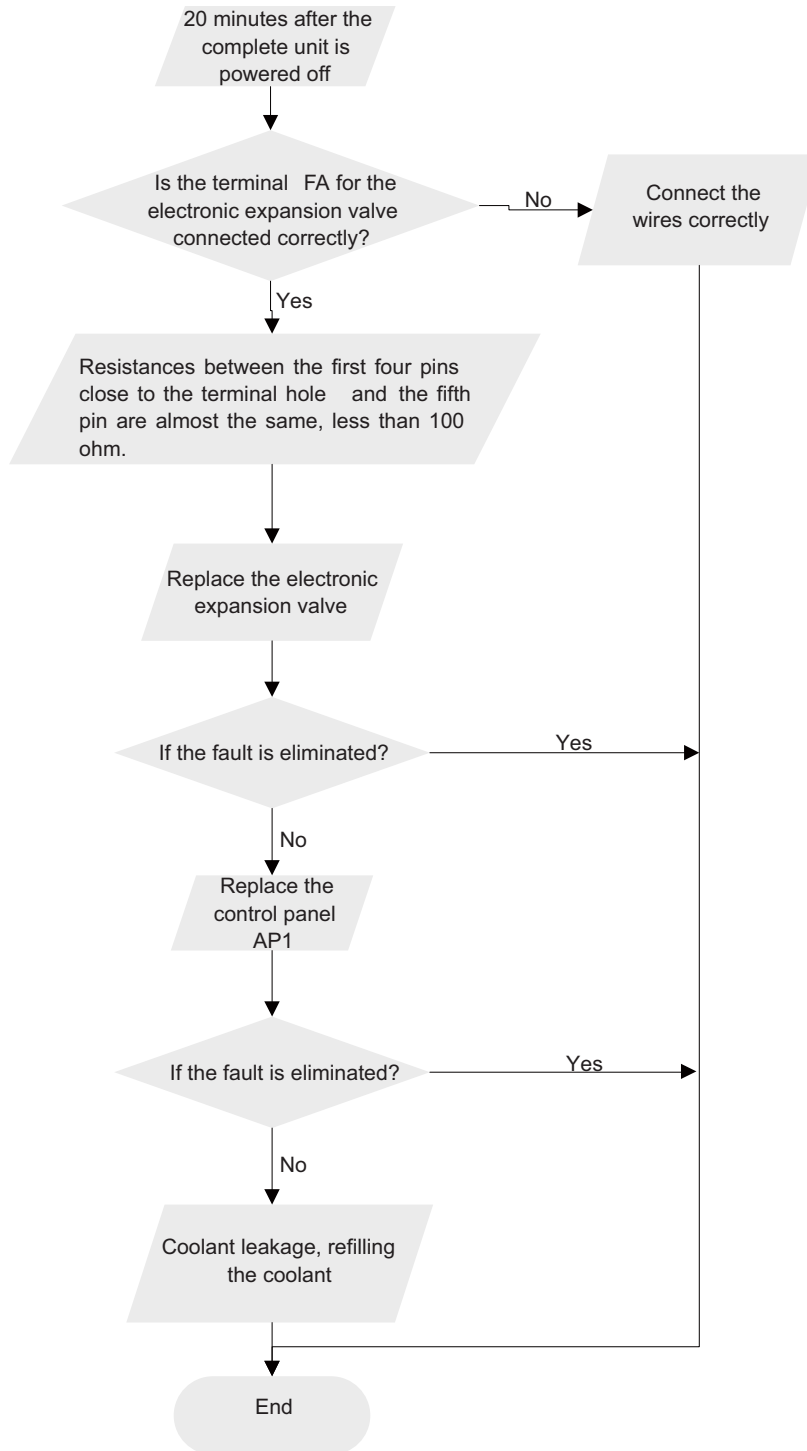 20 minutes after the
complete unit is
powered off
Is the terminal FA for the
electronic expansion valve
connected correctly?
No
Connect the
wires correctly
Yes
Resistances between the first four pins
close to the terminal hole and the fifth
pin are almost the same, less than 100
ohm.
Replace the electronic
expansion valve
If the fault is eliminated?
Yes
No
Replace the
control panel
AP1
If the fault is eliminated?
Yes
No
Coolant leakage, refilling
the coolant
End